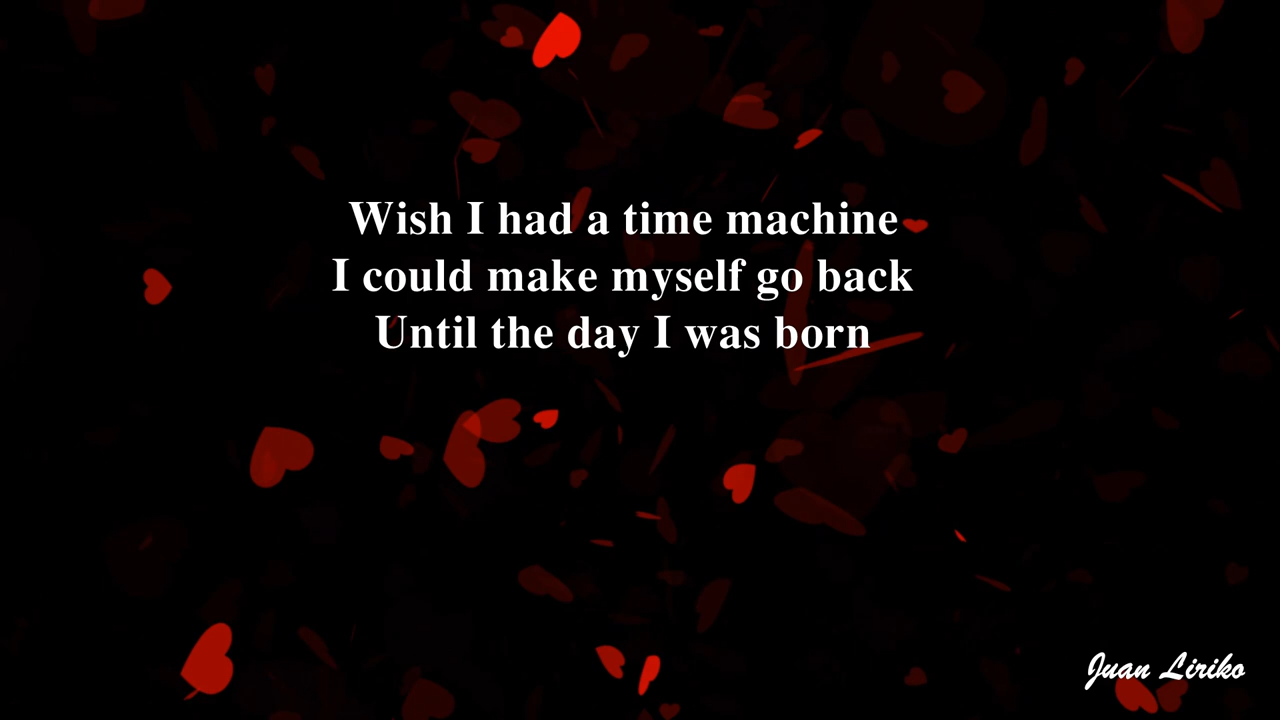 Wish I had a time machine
I could make myself go back
Until the day I was born
Juan Liriko